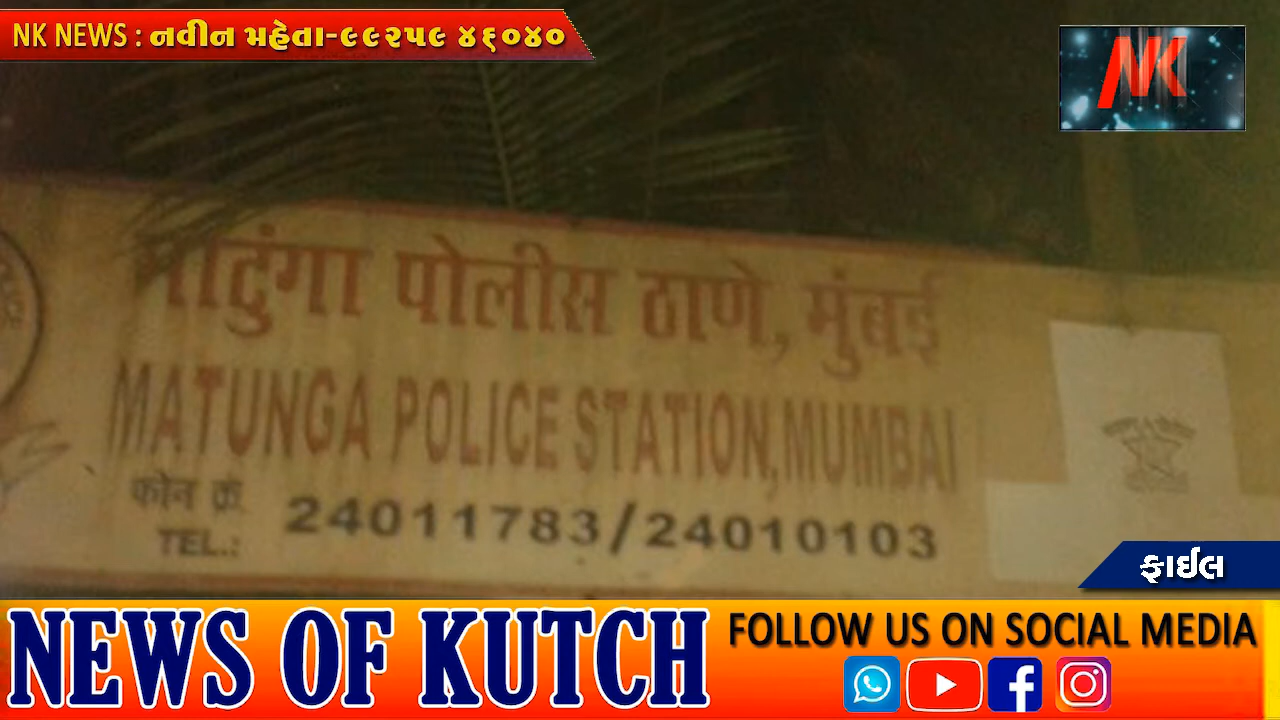 NK NEWS : નવીન મહેતા-૯૯૨૫૯ ૪૬૦૪૦
NK
माटुंगा पोलीस ठाणे, मुंबई
MATUNGA POLICE STATION, MUMBAI
फोन क्रं.
TEL.: 24011783/24010103
ફાઈલ
NEWS OF KUTCH
FOLLOW US ON SOCIAL MEDIA